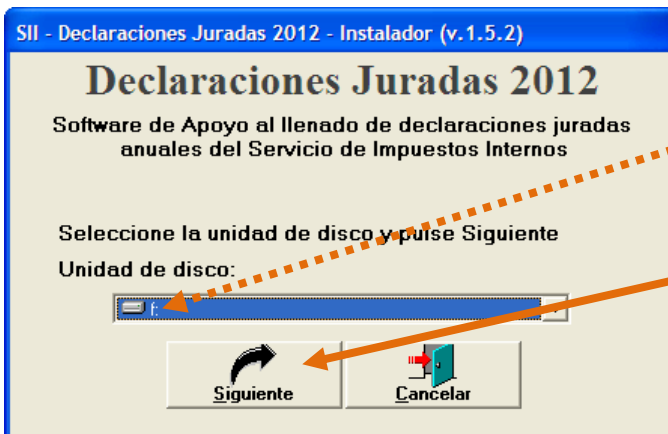 SII - Declaraciones Juradas 2012 - Instalador (v.1.5.2)
Declaraciones Juradas 2012
Software de Apoyo al llenado de declaraciones juradas
anuales del Servicio de Impuestos Internos
Seleccione la unidad de disco y pulse Siguiente
Unidad de disco:
f:
Siguiente
Cancelar